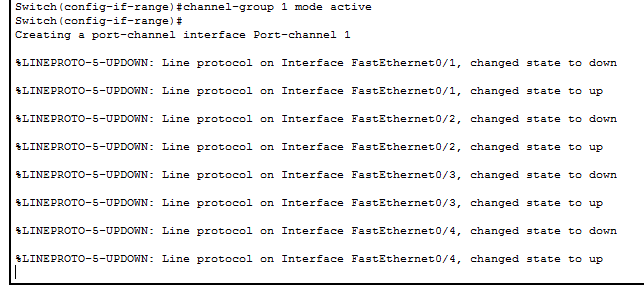 Switch(config-if-range)#channel-group 1 mode active
Switch(config-if-range)#
Creating a port-channel interface Port-channel 1
%LINEPROTO-5-UPDOWN: Line protocol on Interface FastEthernet0/1, changed state to down
%LINEPROTO-5-UPDOWN: Line protocol on Interface FastEthernet0/1, changed state to up
%LINEPROTO-5-UPDOWN: Line protocol on Interface FastEthernet0/2, changed state to down
%LINEPROTO-5-UPDOWN: Line protocol on Interface FastEthernet0/2, changed state to up
%LINEPROTO-5-UPDOWN: Line protocol on Interface FastEthernet0/3, changed state to down
%LINEPROTO-5-UPDOWN: Line protocol on Interface FastEthernet0/3, changed state to up
%LINEPROTO-5-UPDOWN: Line protocol on Interface FastEthernet0/4, changed state to down
%LINEPROTO-5-UPDOWN: Line protocol on Interface FastEthernet0/4, changed state to up